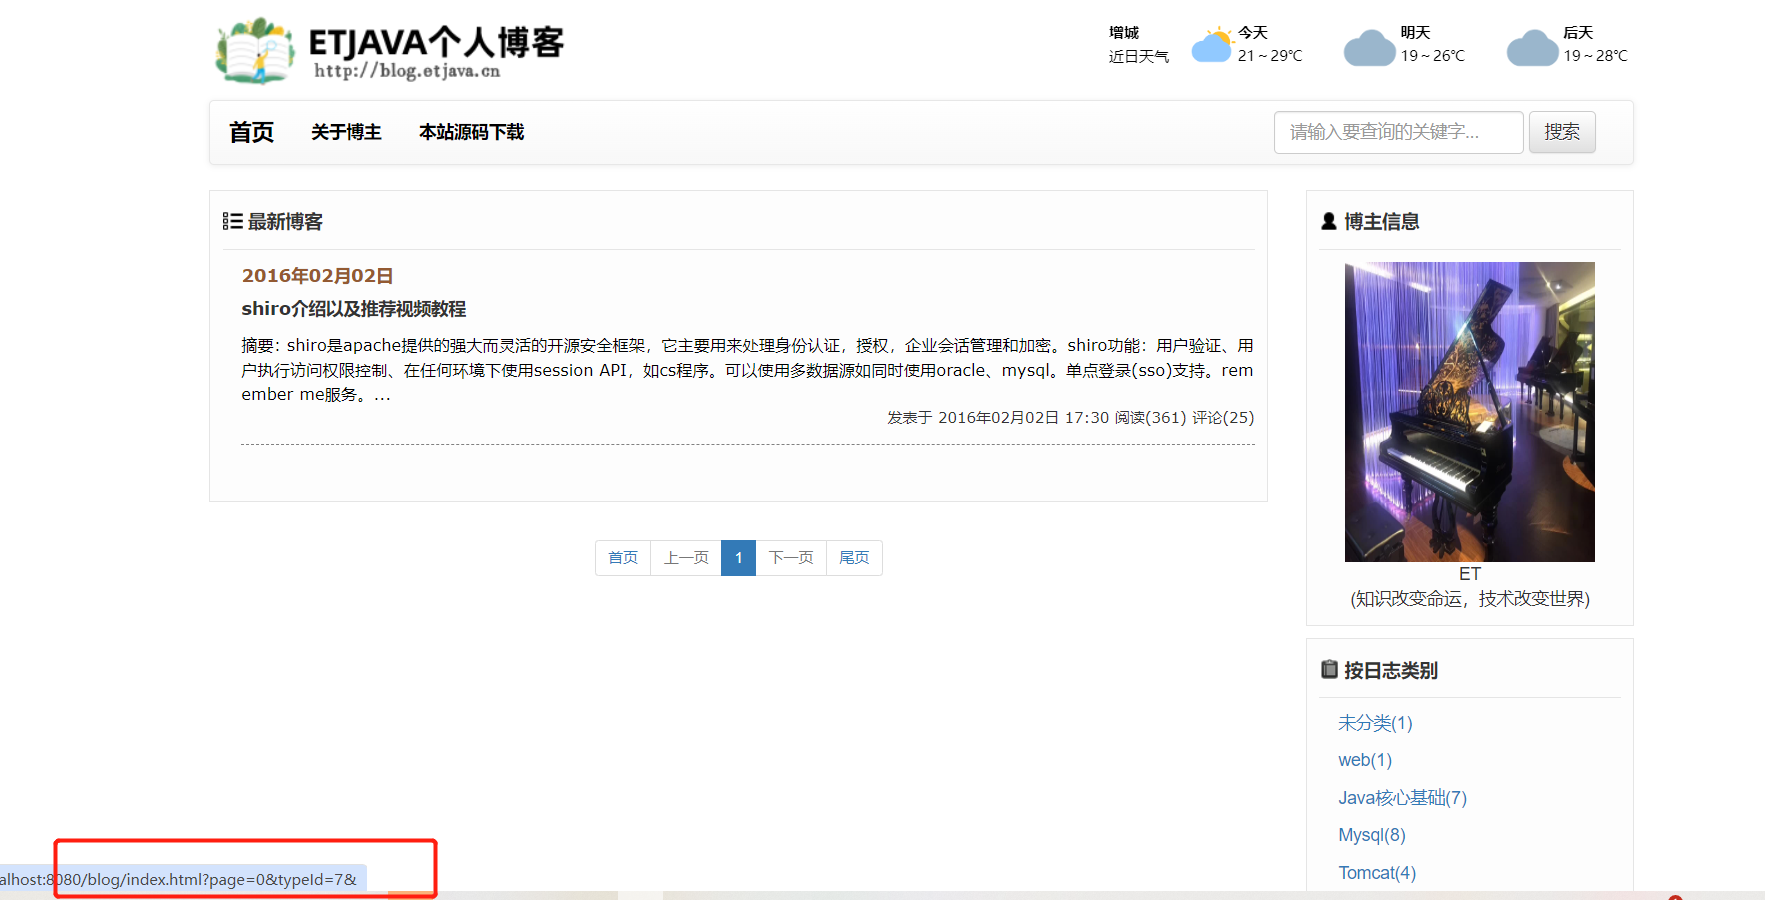 ETJAVA个人博客
http://blog.etjava.cn
增城
近日天气
今天
21～29℃
明天
19～26℃
后天
19～28℃
首页 关于博主 本站源码下载
请输入要查询的关键字... 搜索
最新博客
2016年02月02日
shiro介绍以及推荐视频教程
摘要：shiro是apache提供的强大而灵活的开源安全框架，它主要用来处理身份认证，授权，企业会话管理和加密。shiro功能：用户验证、用
户执行访问权限控制、在任何环境下使用session API，如cs程序。可以使用多数据源如同时使用oracle、mysql。单点登录(sso)支持。rem
ember me服务。...
发表于 2016年02月02日 17:30 阅读(361) 评论(25)
首页 上一页 1 下一页 尾页
博主信息
ET
(知识改变命运，技术改变世界)
按日志类别
未分类(1)
web(1)
Java核心基础(7)
Mysql(8)
Tomcat(4)
alhost:8080/blog/index.html?page=0&typeId=7&